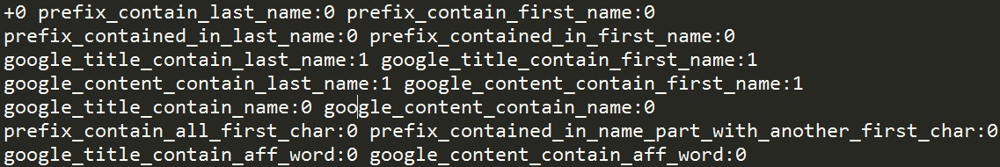 +0 prefix_contain_last_name:0 prefix_contain_first_name:0
prefix_contained_in_last_name:0 prefix_contained_in_first_name:0
google_title_contain_last_name:1 google_title_contain_first_name:1
google_content_contain_last_name:1 google_content_contain_first_name:1
google_title_contain_name:0 google_content_contain_name:0
prefix_contain_all_first_char:0 prefix_contained_in_name_part_with_another_first_char:0
google_title_contain_aff_word:0 google_content_contain_aff_word:0